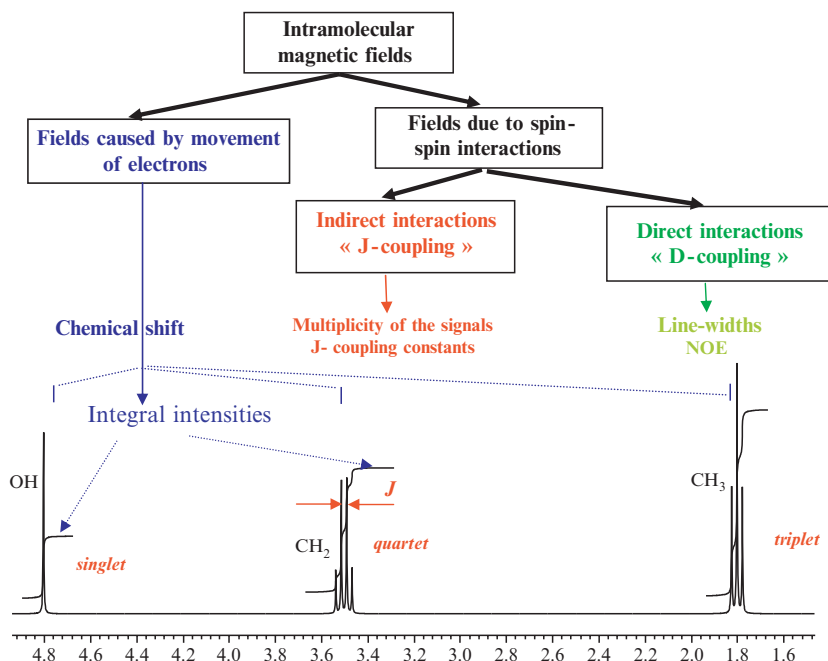 Intramolecular
magnetic fields
Fields caused by movement
of electrons
Fields due to spin-
spin interactions
Indirect interactions
« J-coupling »
Direct interactions
« D-coupling »
Chemical shift
Multiplicity of the signals
J- coupling constants
Line-widths
NOE
Integral intensities
OH
singlet
CH2
J
quartet
CH3
triplet
4.8 4.6 4.4 4.2 4.0 3.8 3.6 3.4 3.2 3.0 2.8 2.6 2.4 2.2 2.0 1.8 1.6